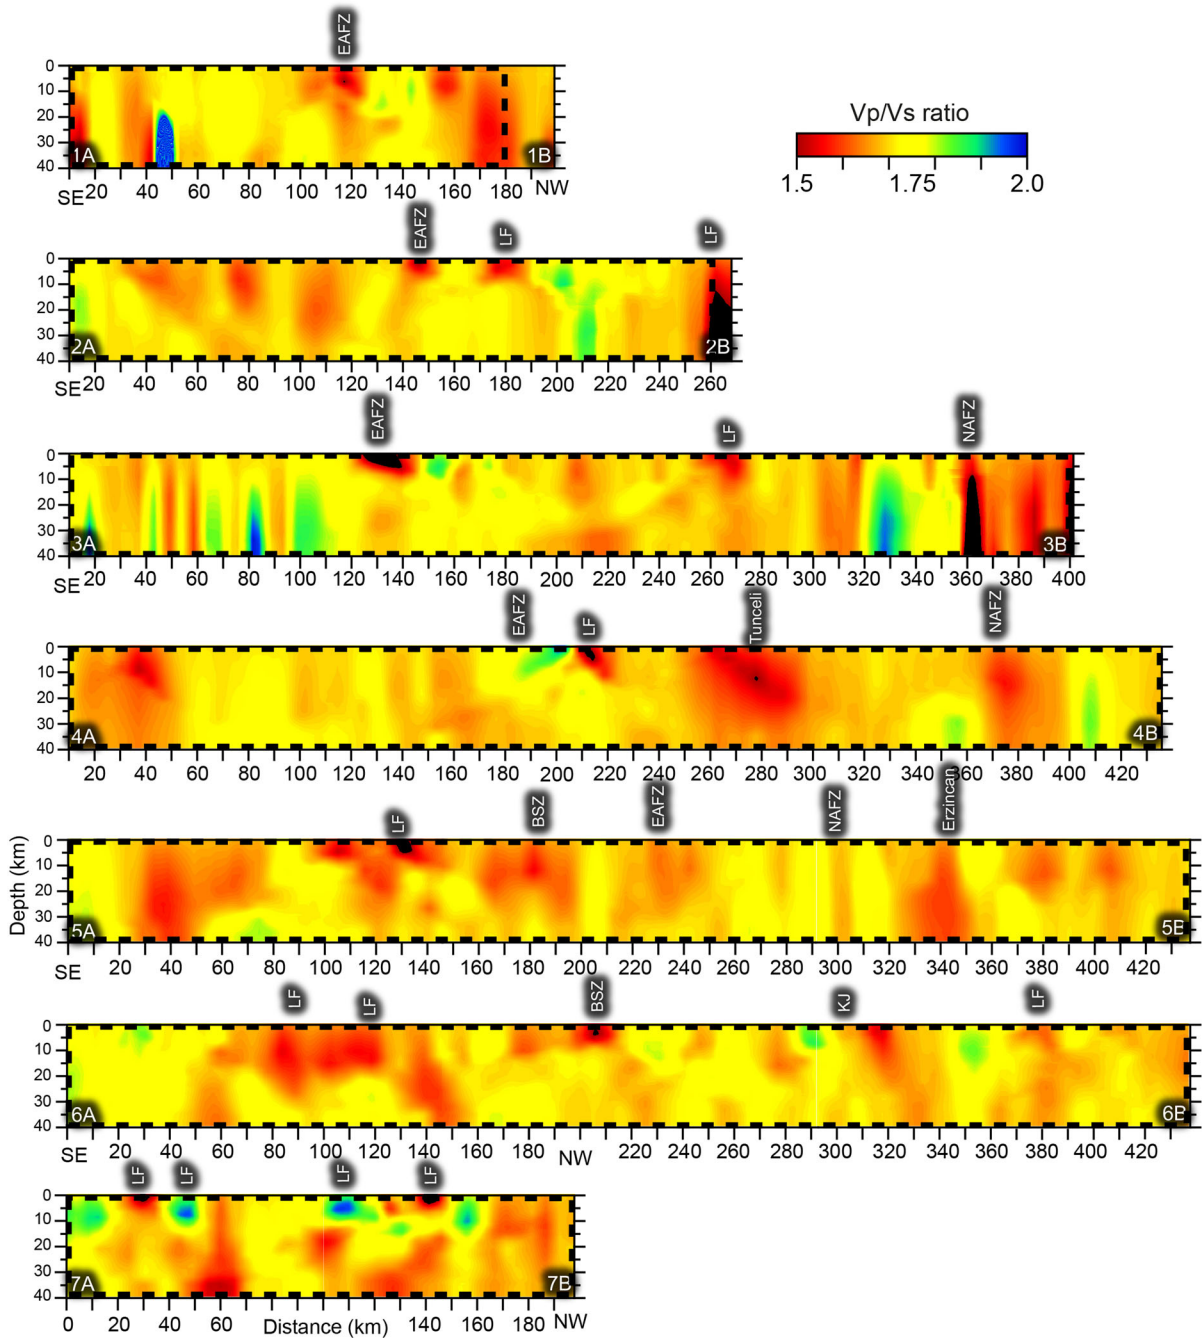 EAFZ
0
10
20
30
40
1A
1B
SE 20 40 60 80 100 120 140 160 180 NW
Vp/Vs ratio
1.5 1.75 2.0
EAFZ LF LF
0
10
20
30
40
2A
2B
SE 20 40 60 80 100 120 140 160 180 200 220 240 260
EAFZ LF NAFZ
0
10
20
30
40
3A
3B
20 40 60 80 100 120 140 160 180 200 220 240 260 280 300 320 340 360 380 400
SE
EAFZ LF Tunceli NAFZ
0
10
20
30
40
4A
4B
20 40 60 80 100 120 140 160 180 200 220 240 260 280 300 320 340 360 380 400 420
LF BSZ EAFZ NAFZ Erzincan
Depth (km)
0
10
20
30
40
5A
5B
SE 20 40 60 80 100 120 140 160 180 200 220 240 260 280 300 320 340 360 380 400 420
LF LF BSZ KJ LF
0
10
20
30
40
6A
6B
SE 20 40 60 80 100 120 140 160 180 NW 220 240 260 280 300 320 340 360 380 400 420
LF LF LF LF
0
10
20
30
40
7A
7B
0 20 40 60 Distance (km) 140 160 180 NW